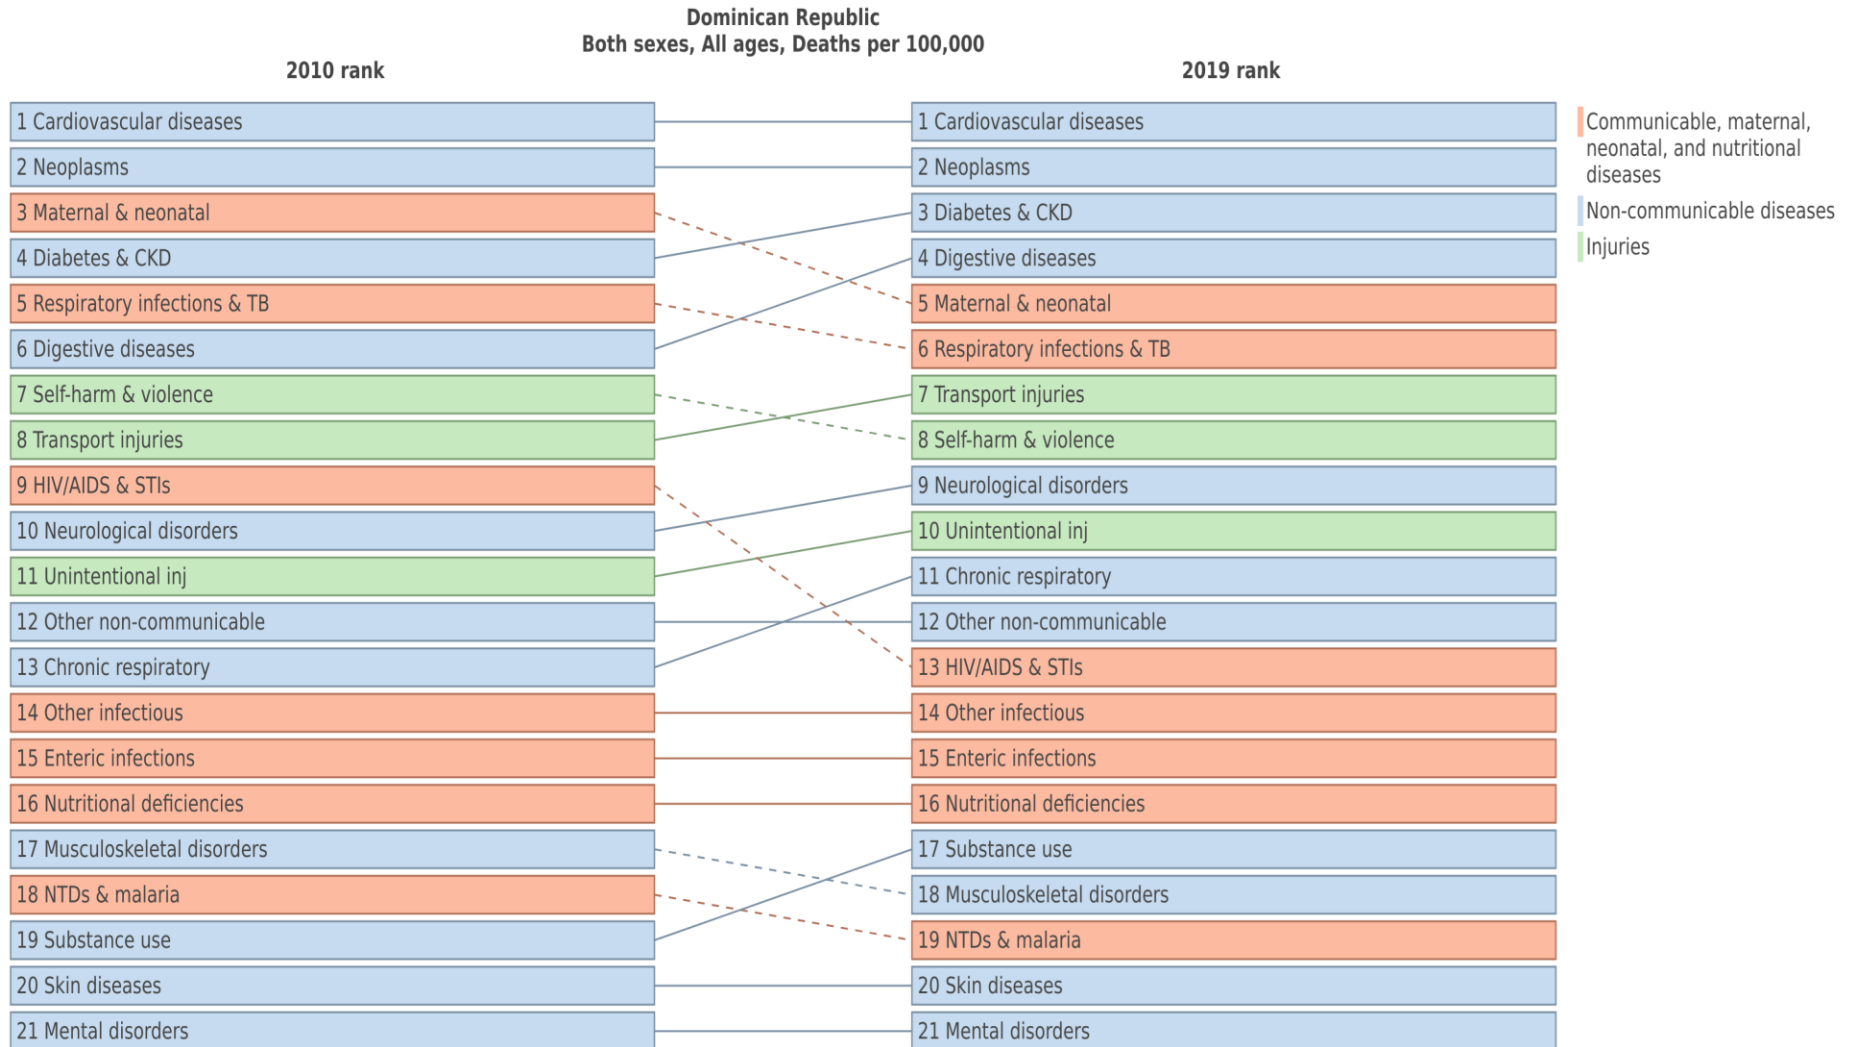 Dominican Republic
Both sexes, All ages, Deaths per 100,000
2010 rank
2019 rank
1 Cardiovascular diseases
2 Neoplasms
3 Maternal & neonatal
4 Diabetes & CKD
5 Respiratory infections & TB
6 Digestive diseases
7 Self-harm & violence
8 Transport injuries
9 HIV/AIDS & STIs
10 Neurological disorders
11 Unintentional inj
12 Other non-communicable
13 Chronic respiratory
14 Other infectious
15 Enteric infections
16 Nutritional deficiencies
17 Musculoskeletal disorders
18 NTDs & malaria
19 Substance use
20 Skin diseases
21 Mental disorders
1 Cardiovascular diseases
2 Neoplasms
3 Diabetes & CKD
4 Digestive diseases
5 Maternal & neonatal
6 Respiratory infections & TB
7 Transport injuries
8 Self-harm & violence
9 Neurological disorders
10 Unintentional inj
11 Chronic respiratory
12 Other non-communicable
13 HIV/AIDS & STIs
14 Other infectious
15 Enteric infections
16 Nutritional deficiencies
17 Substance use
18 Musculoskeletal disorders
19 NTDs & malaria
20 Skin diseases
21 Mental disorders
Communicable, maternal,
neonatal, and nutritional
diseases
Non-communicable diseases
Injuries